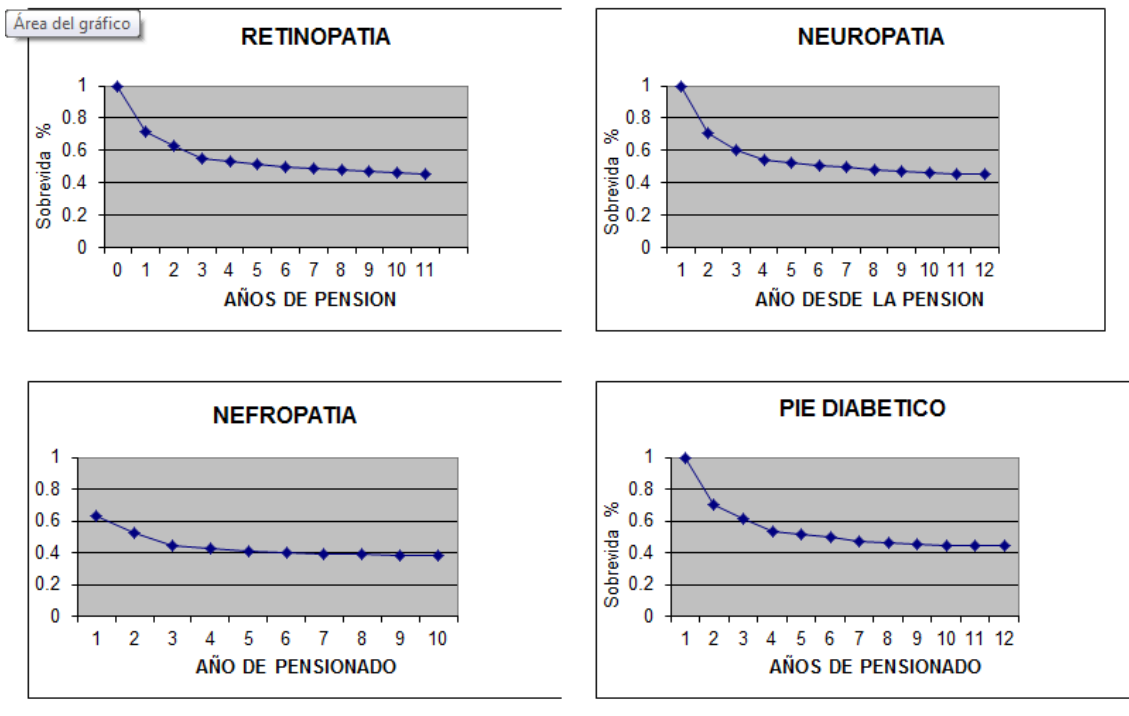 Área del gráfico
RETINOPATIA
1
0.8
0.6
0.4
0.2
0
Sobrevida %
0 1 2 3 4 5 6 7 8 9 10 11
AÑOS DE PENSION
NEUROPATIA
1
0.8
0.6
0.4
0.2
0
Sobrevida %
1 2 3 4 5 6 7 8 9 10 11 12
AÑO DESDE LA PENSION
NEFROPATIA
1
0.8
0.6
0.4
0.2
0
1 2 3 4 5 6 7 8 9 10
AÑO DE PENSIONADO
PIE DIABETICO
1
0.8
0.6
0.4
0.2
0
Sobrevida %
1 2 3 4 5 6 7 8 9 10 11 12
AÑOS DE PENSIONADO